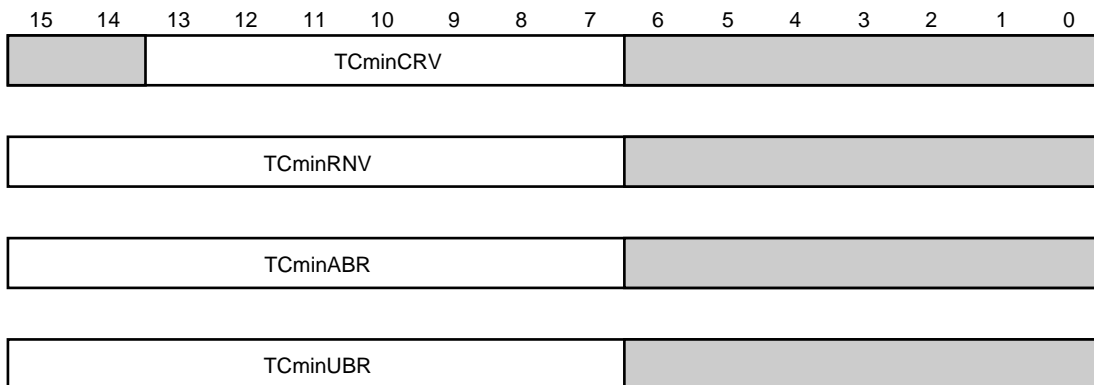 15 14 13 12 11 10 9 8 7 6 5 4 3 2 1 0
TCminCRV
TCminRNV
TCminABR
TCminUBR